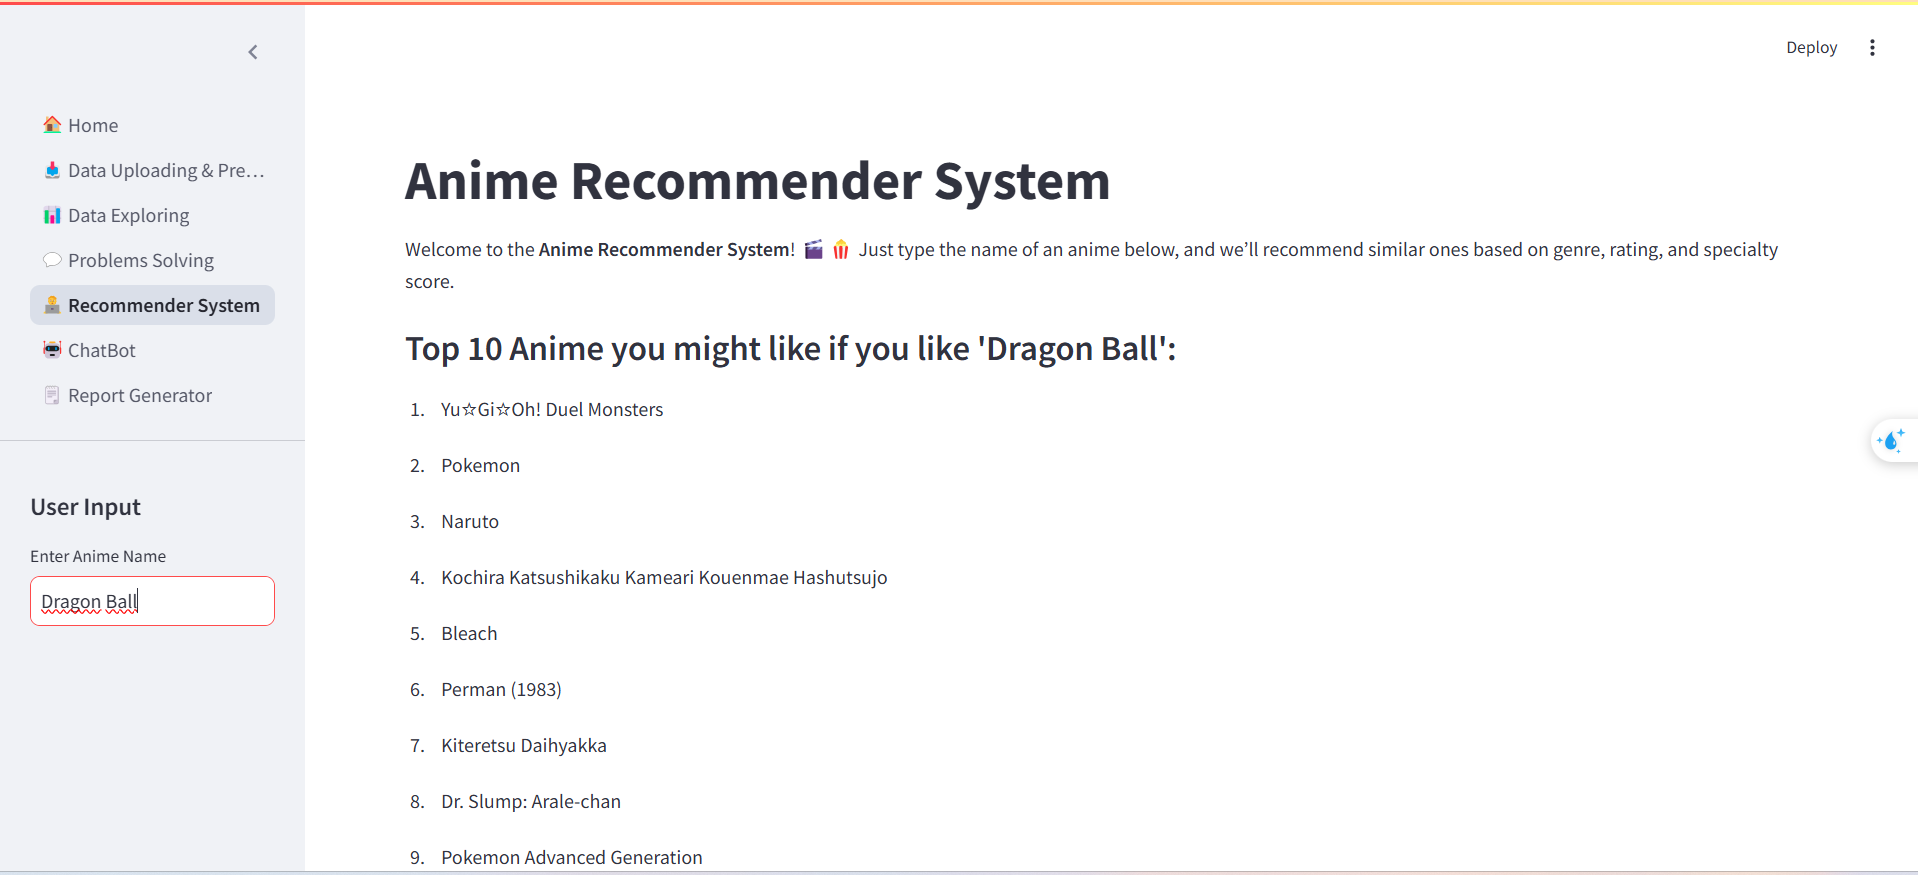 Deploy
Home
Data Uploading & Pre...
Data Exploring
Problems Solving
Recommender System
ChatBot
Report Generator
User Input
Enter Anime Name
Dragon Ball
Anime Recommender System
Welcome to the Anime Recommender System! 🎬 🍿 Just type the name of an anime below, and we’ll recommend similar ones based on genre, rating, and specialty
score.
Top 10 Anime you might like if you like 'Dragon Ball':
1. Yu☆Gi☆Oh! Duel Monsters
2. Pokemon
3. Naruto
4. Kochira Katsushikaku Kameari Kouenmae Hashutsujo
5. Bleach
6. Perman (1983)
7. Kiteretsu Daihyakka
8. Dr. Slump: Arale-chan
9. Pokemon Advanced Generation